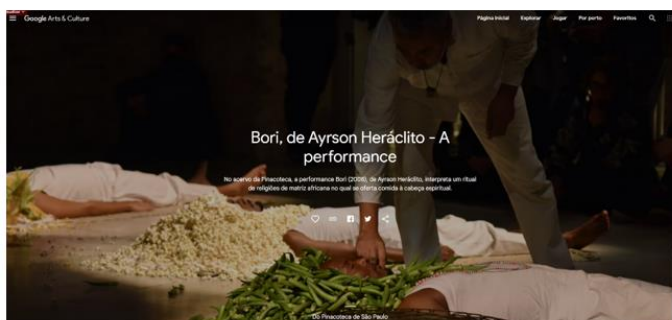 Google Arts & Culture
Página inicial Explorar Jogar Por perto Favoritos
Bori, de Ayrson Heráclito - A
performance
No acervo da Pinacoteca, a performance Bori (2008), de Ayrson Heráclito, interpreta um ritual
de religiões de matriz africana no qual se oferta comida à cabeça espiritual.
Da Pinacoteca de São Paulo